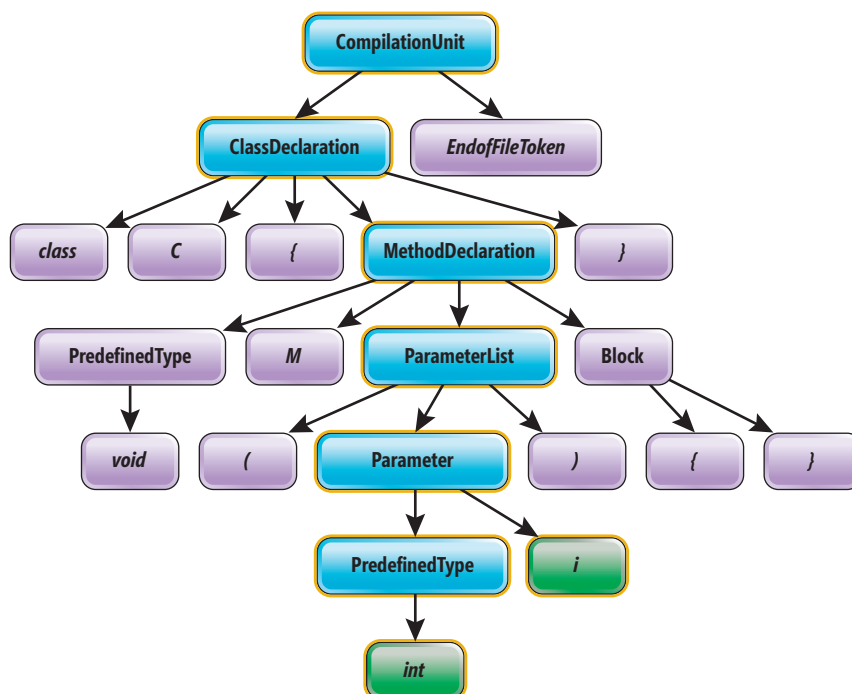 CompilationUnit
ClassDeclaration
EndofFileToken
class
C
{
MethodDeclaration
}
PredefinedType
M
ParameterList
Block
void
(
Parameter
)
{
}
PredefinedType
i
int